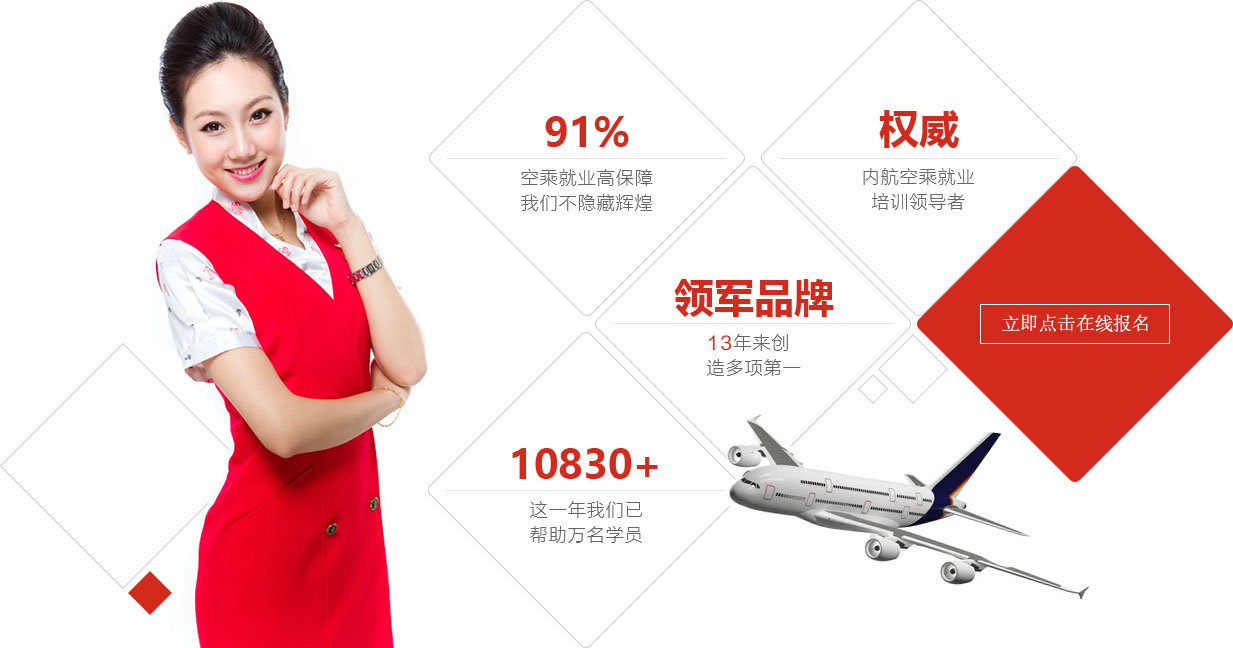 91%
空乘就业高保障
我们不隐藏辉煌
权威
内航空乘就业
培训领导者
领军品牌
13年来创
造多项第一
立即点击在线报名
10830+
这一年我们已
帮助万名学员